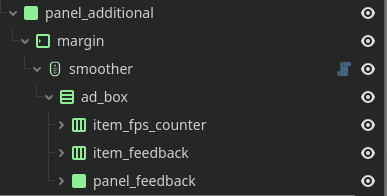 panel_additional
margin
smoother
ad_box
item_fps_counter
item_feedback
panel_feedback